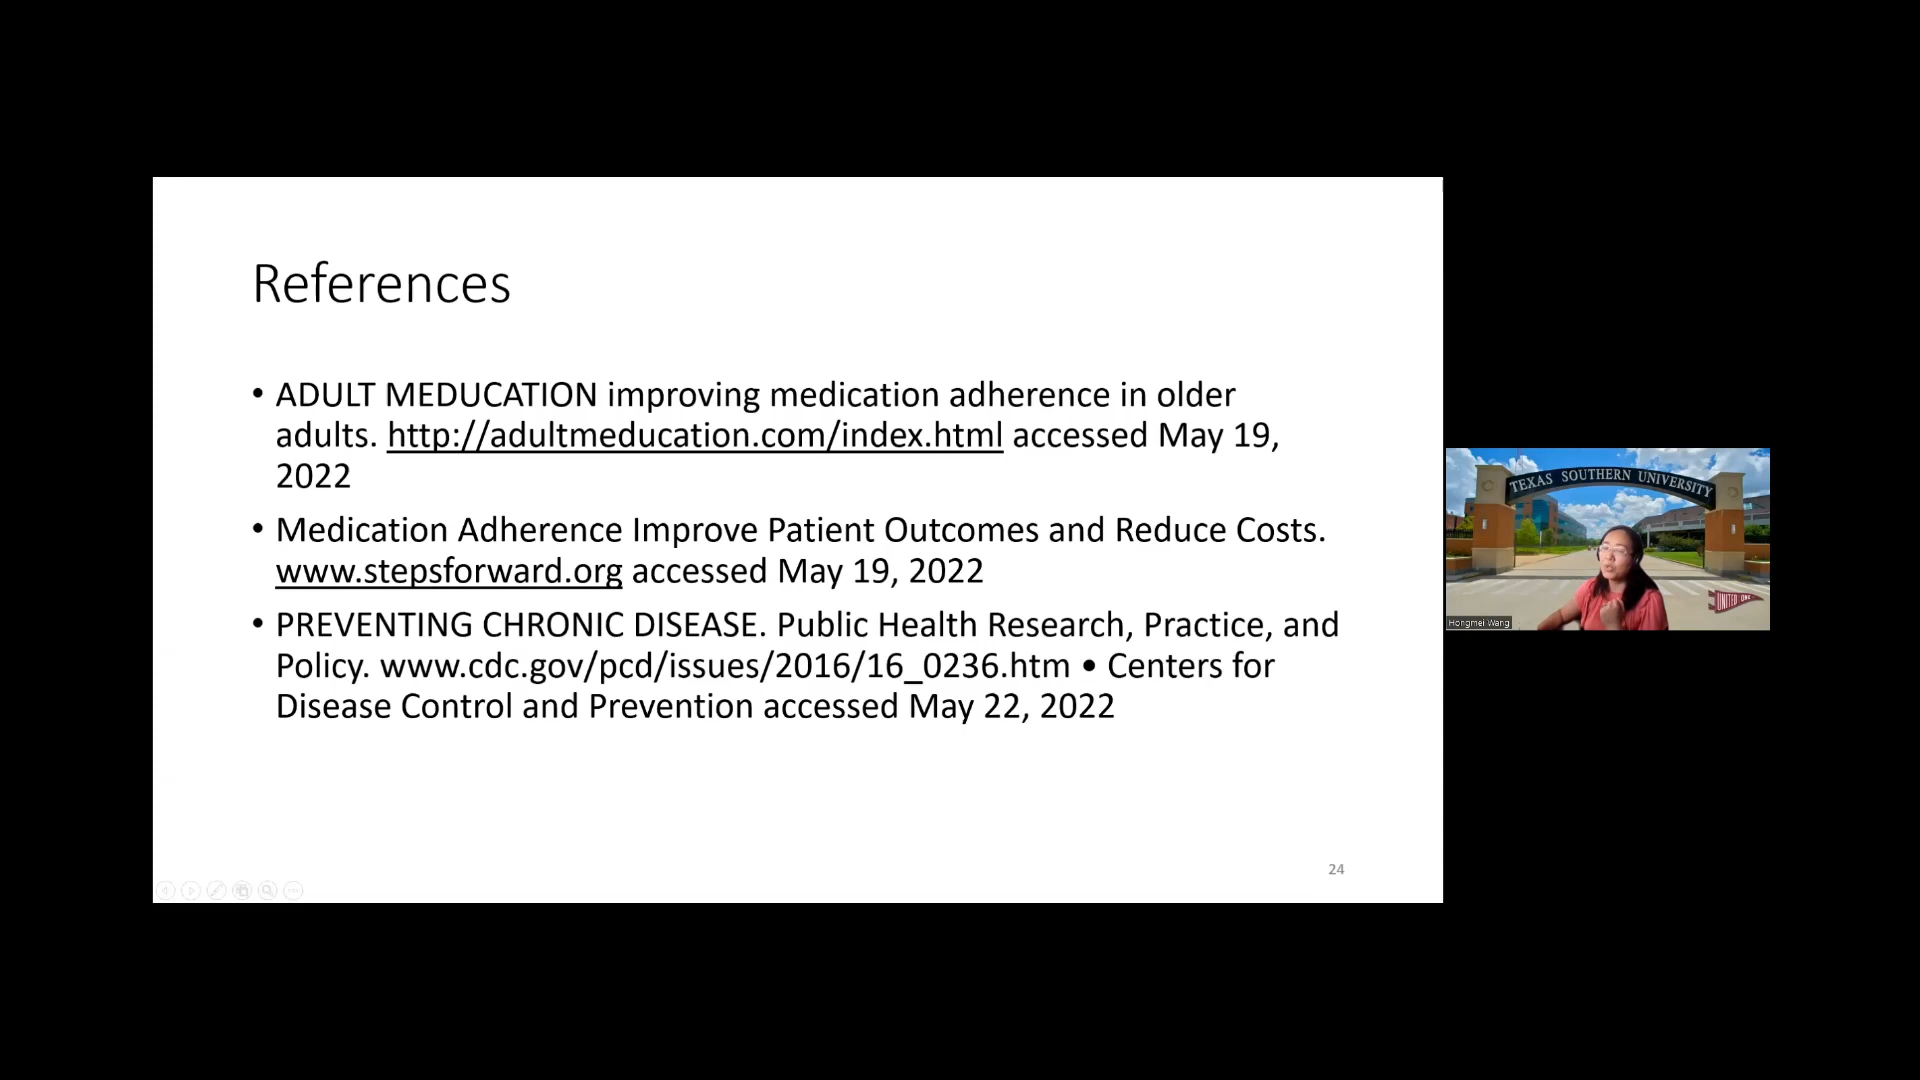 References
• ADULT MEDUCATION improving medication adherence in older
adults. http://adultmeducation.com/index.html accessed May 19,
2022
• Medication Adherence Improve Patient Outcomes and Reduce Costs.
www.stepsforward.org accessed May 19, 2022
• PREVENTING CHRONIC DISEASE. Public Health Research, Practice, and
Policy. www.cdc.gov/pcd/issues/2016/16_0236.htm • Centers for
Disease Control and Prevention accessed May 22, 2022
24
TEXAS SOUTHERN UNIVERSITY
UNITED ONE
Hongmei Wang